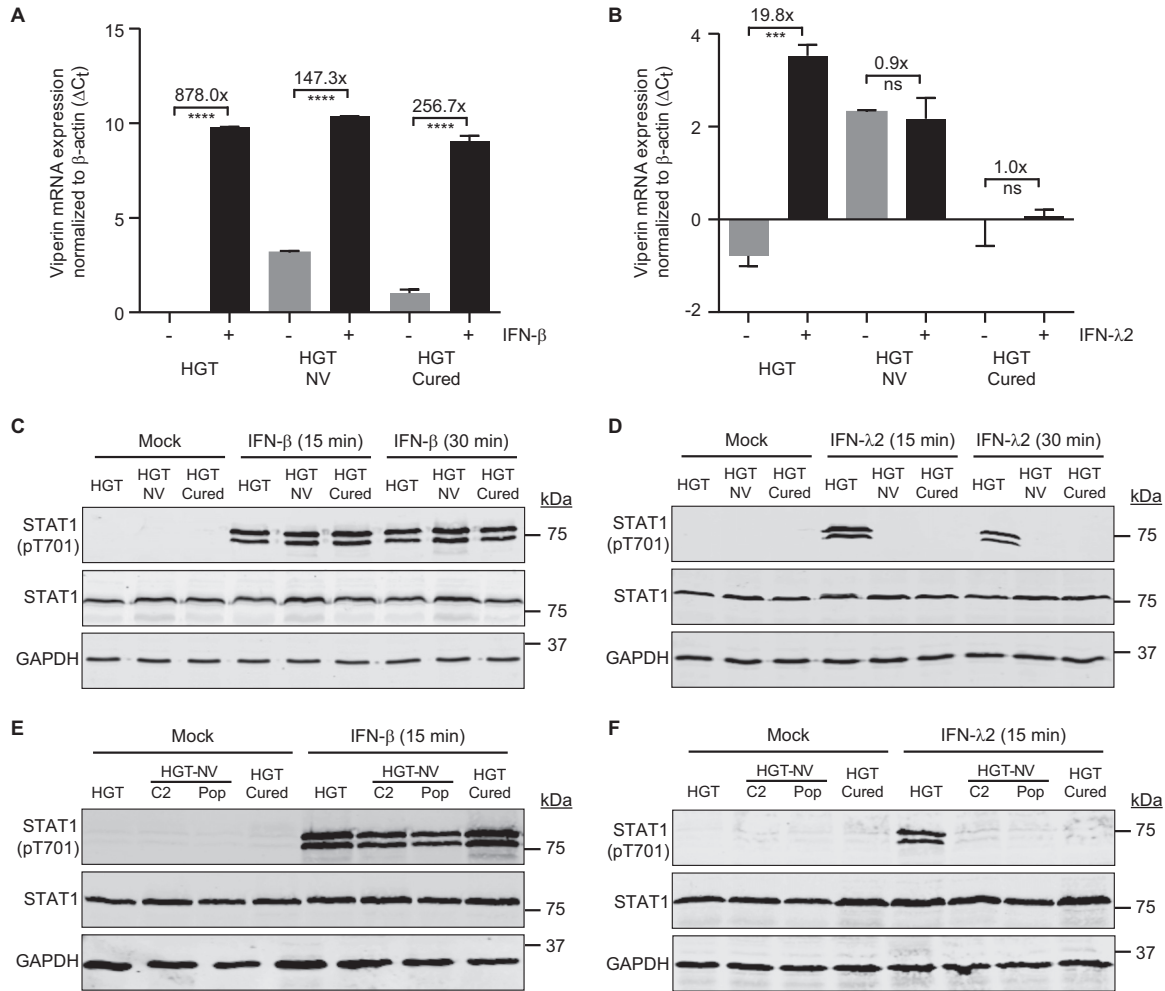 A
Viperin mRNA expression
normalized to β-actin (ΔCt)
15
10
5
0
878.0x
****
147.3x
****
256.7x
****
- + - + - + IFN-β
HGT
HGT
NV
HGT
Cured
B
Viperin mRNA expression
normalized to β-actin (ΔCt)
4
2
0
-2
19.8x
***
0.9x
ns
1.0x
ns
- + - + - + IFN-λ2
HGT
HGT
NV
HGT
Cured
C
Mock IFN-β (15 min) IFN-β (30 min)
HGT HGT NV HGT Cured HGT HGT NV HGT Cured HGT HGT NV HGT Cured
kDa
STAT1
(pT701)
75
STAT1
75
GAPDH
37
D
Mock IFN-λ2 (15 min) IFN-λ2 (30 min)
HGT HGT NV HGT Cured HGT HGT NV HGT Cured HGT HGT NV HGT Cured
kDa
STAT1
(pT701)
75
STAT1
75
GAPDH
37
E
Mock IFN-β (15 min)
HGT HGT-NV C2 Pop HGT Cured HGT HGT-NV C2 Pop HGT Cured
kDa
STAT1
(pT701)
75
STAT1
75
GAPDH
37
F
Mock IFN-λ2 (15 min)
HGT HGT-NV C2 Pop HGT Cured HGT HGT-NV C2 Pop HGT Cured
kDa
STAT1
(pT701)
75
STAT1
75
GAPDH
37